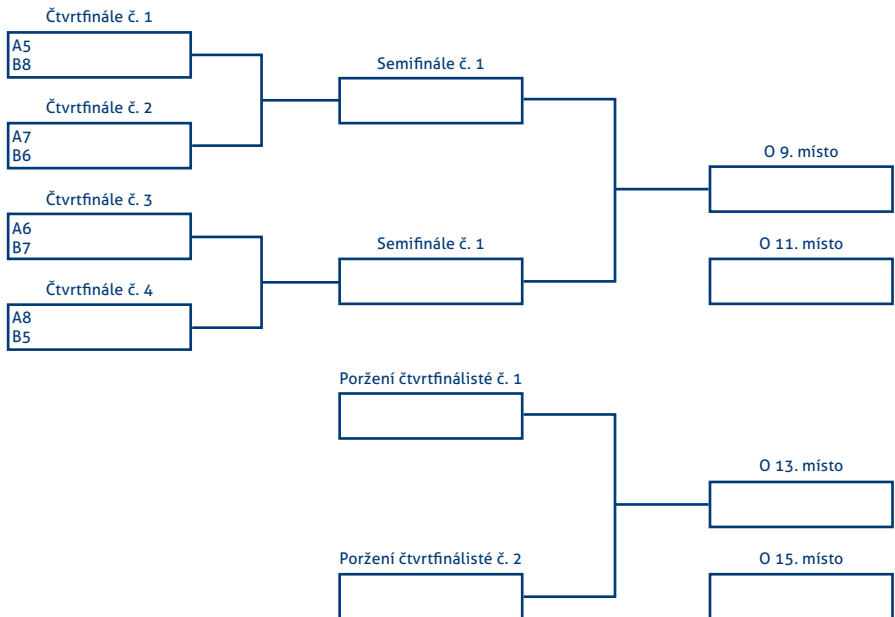 Čtvrtfinále č. 1
A5
B8
Čtvrtfinále č. 2
A7
B6
Čtvrtfinále č. 3
A6
B7
Čtvrtfinále č. 4
A8
B5
Semifinále č. 1
Semifinále č. 1
O 9. místo
O 11. místo
Poržení čtvrtfinálisté č. 1
Poržení čtvrtfinálisté č. 2
O 13. místo
O 15. místo